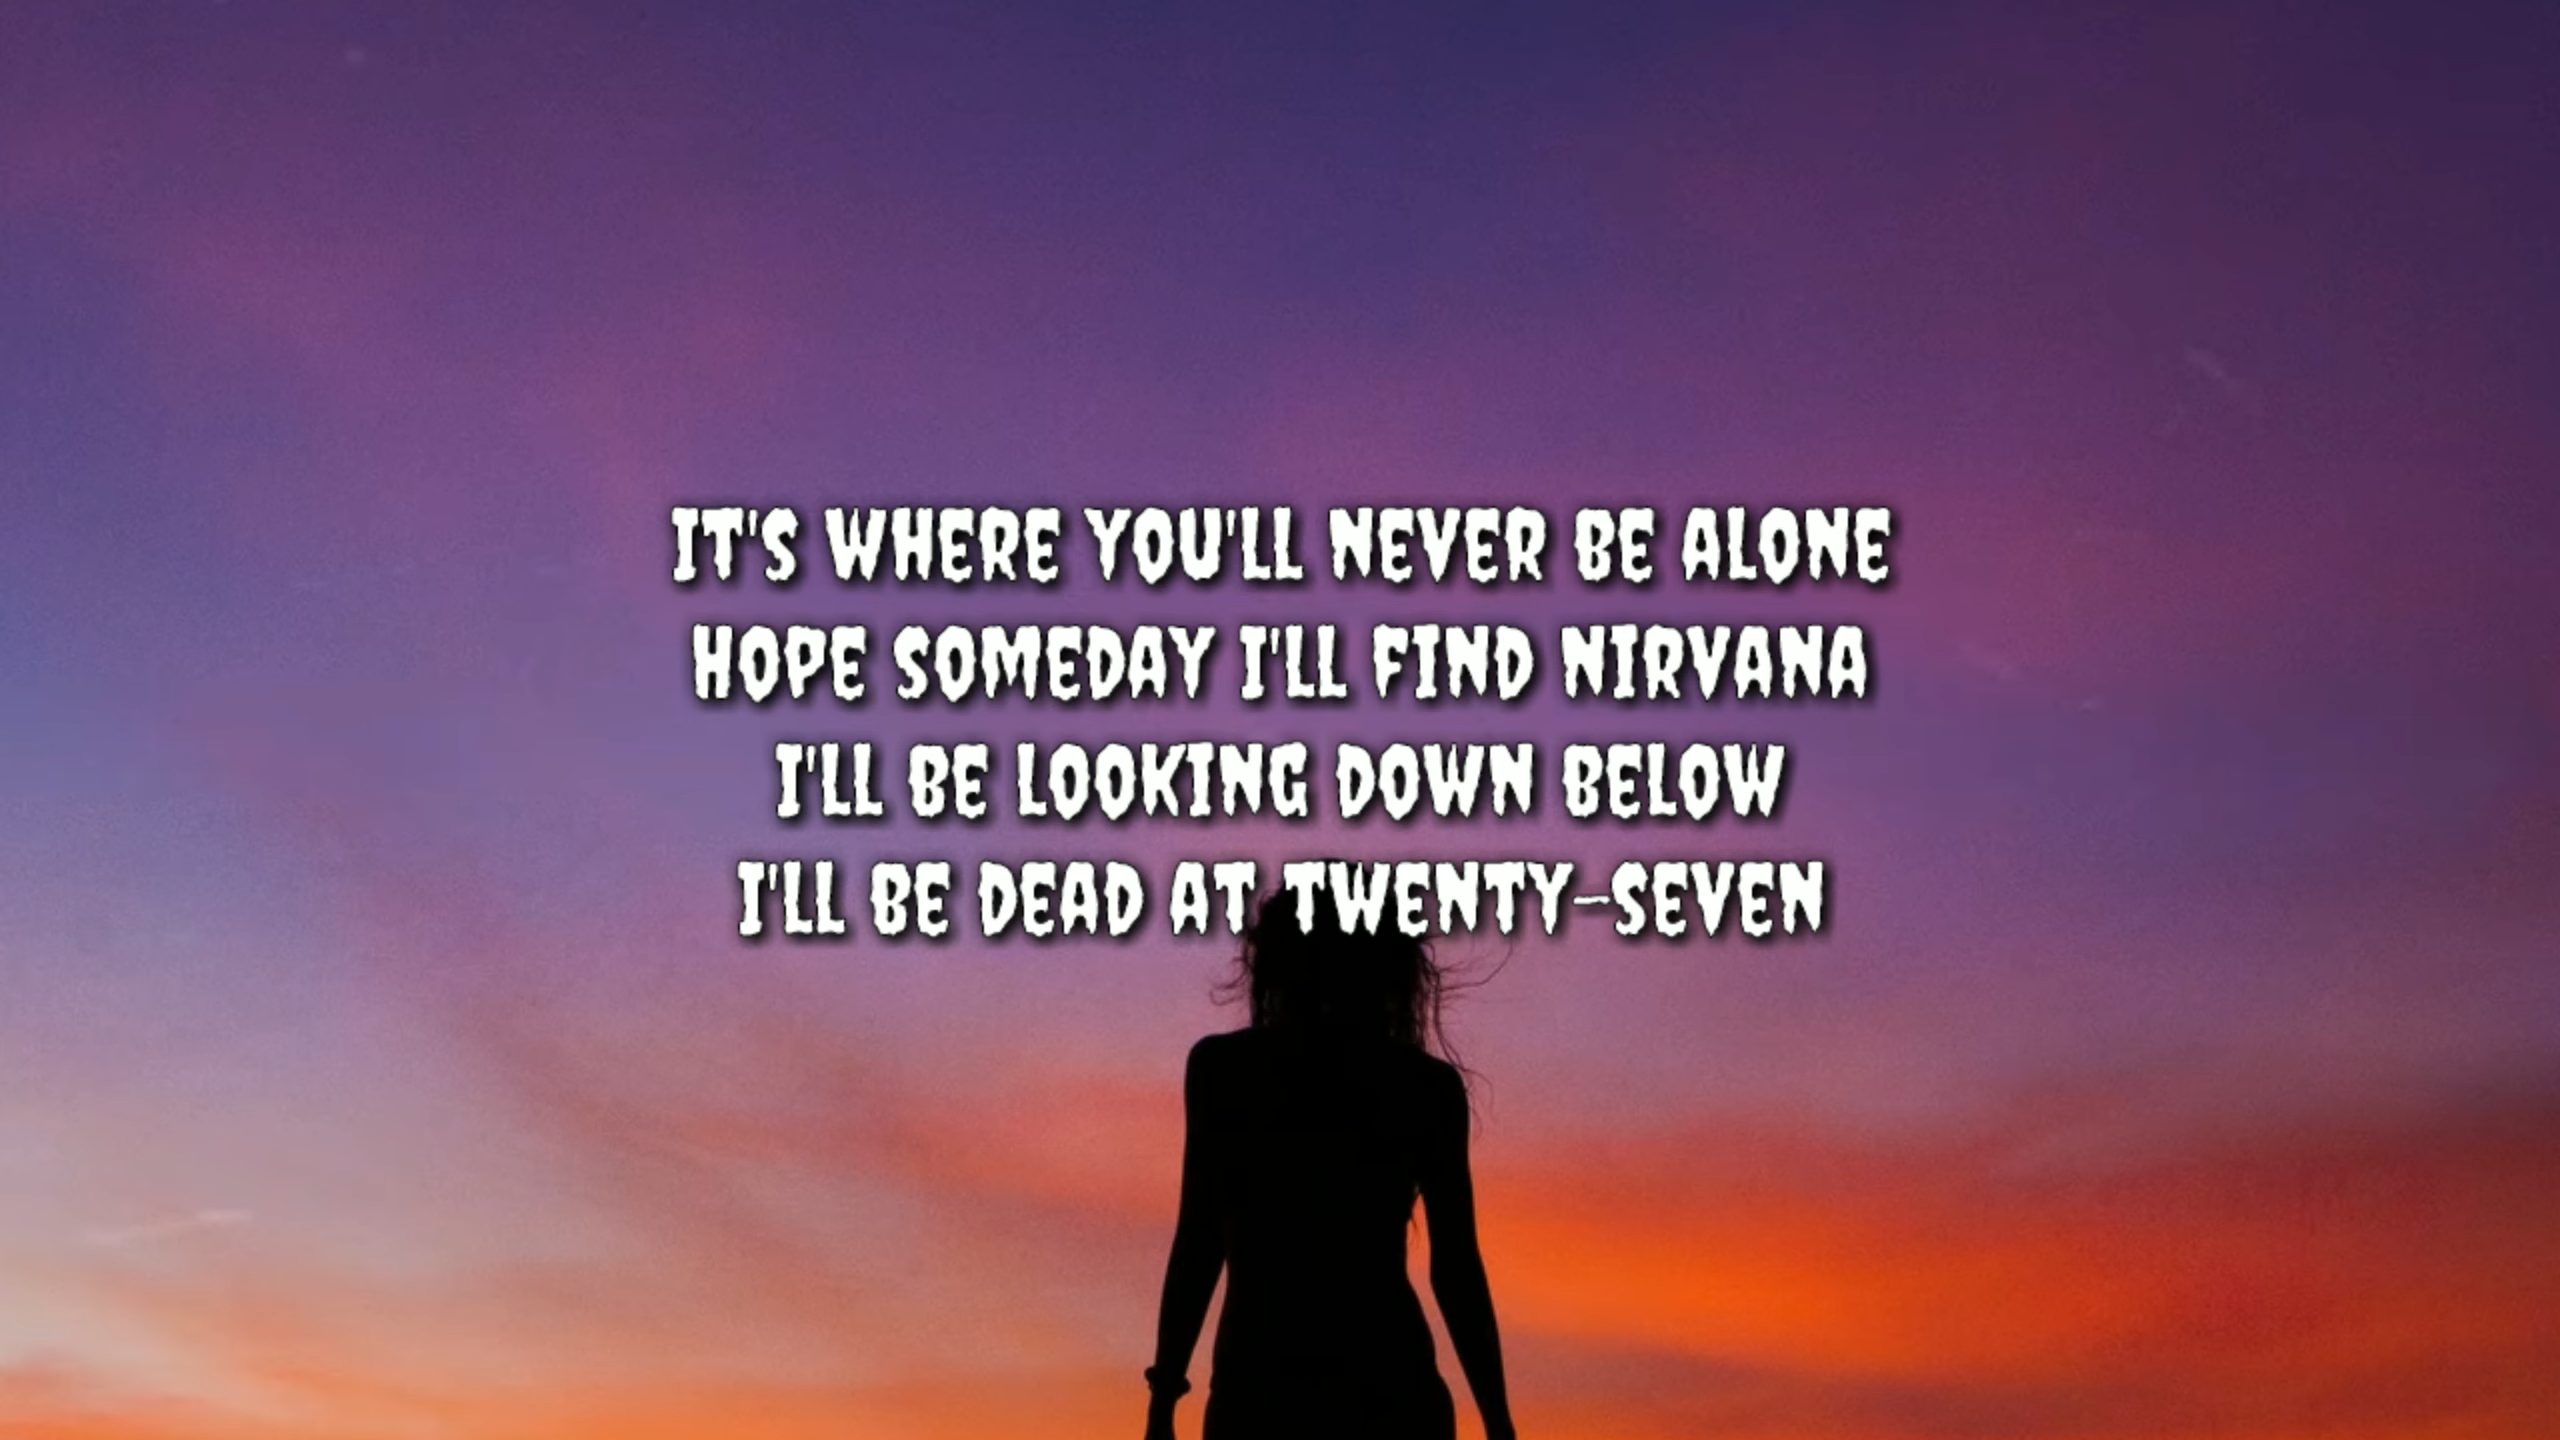 IT'S WHERE YOU'LL NEVER BE ALONE
HOPE SOMEDAY I'LL FIND NIRVANA
I'LL BE LOOKING DOWN BELOW
I'LL BE DEAD AT TWENTY-SEVEN